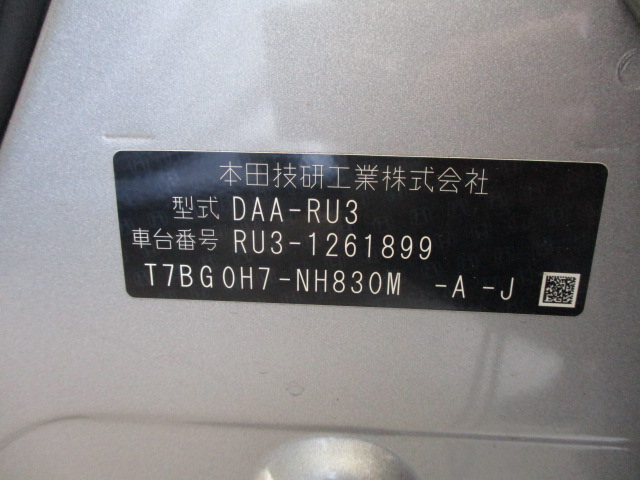 本田技研工業株式会社
型式 DAA-RU3
車台番号 RU3-1261899
T7BG0H7-NH830M -A -J